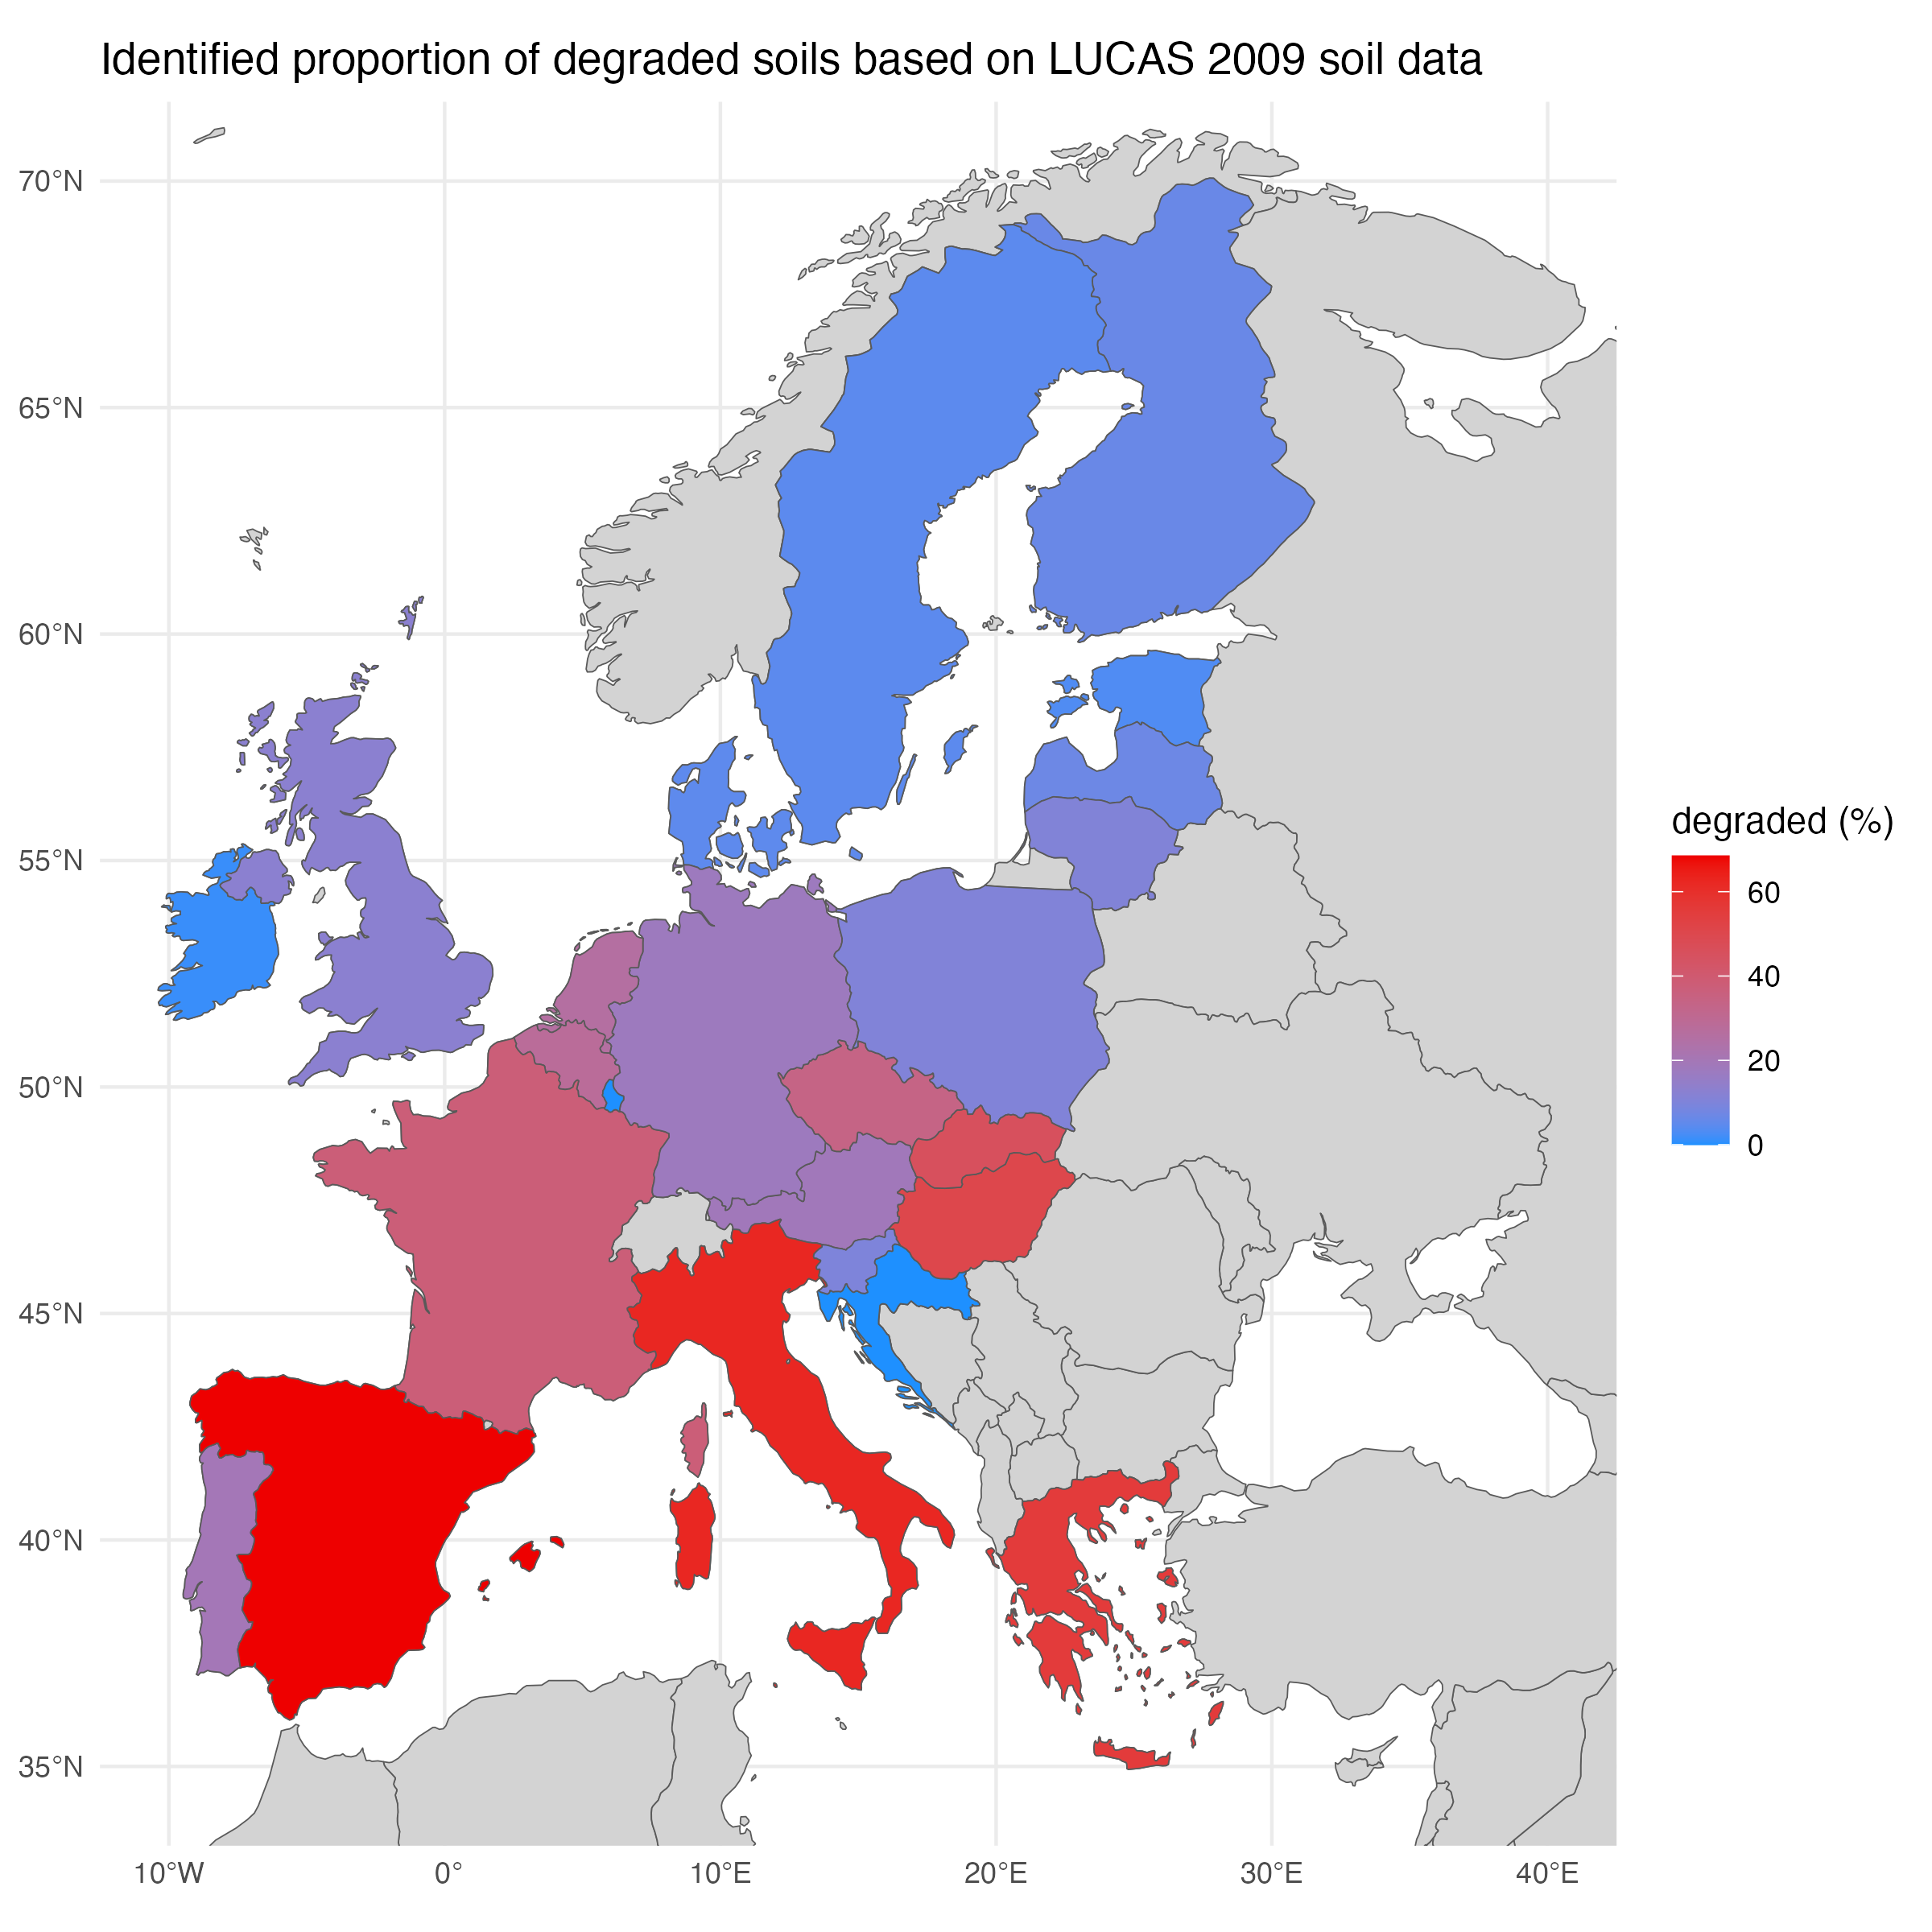 Identified proportion of degraded soils based on LUCAS 2009 soil data
70°N
65°N
60°N
55°N
50°N
45°N
40°N
35°N
10°W
0°
10°E
20°E
30°E
40°E
degraded (%)
60
40
20
0